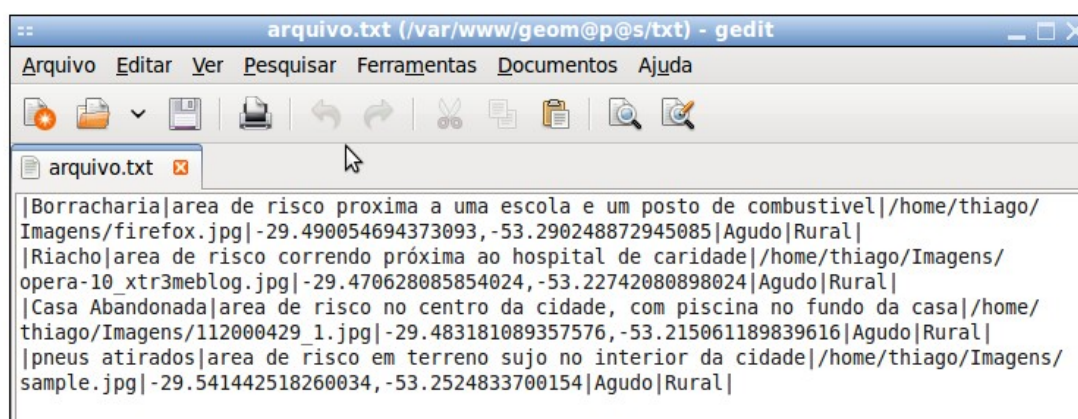 arquivo.txt (/var/www/geom@p@s/txt) - gedit
Arquivo Editar Ver Pesquisar Ferramentas Documentos Ajuda
arquivo.txt
|Borracharia|area de risco proxima a uma escola e um posto de combustivel|/home/thiago/
Imagens/firefox.jpg|-29.490054694373093,-53.290248872945085|Agudo|Rural|
|Riacho|area de risco correndo próxima ao hospital de caridade|/home/thiago/Imagens/
opera-10_xtr3meblog.jpg|-29.470628085854024,-53.22742080898024|Agudo|Rural|
|Casa Abandonada|area de risco no centro da cidade, com piscina no fundo da casa|/home/
thiago/Imagens/112000429_1.jpg|-29.483181089357576,-53.215061189839616|Agudo|Rural|
|pneus atirados|area de risco em terreno sujo no interior da cidade|/home/thiago/Imagens/
sample.jpg|-29.541442518260034,-53.2524833700154|Agudo|Rural|